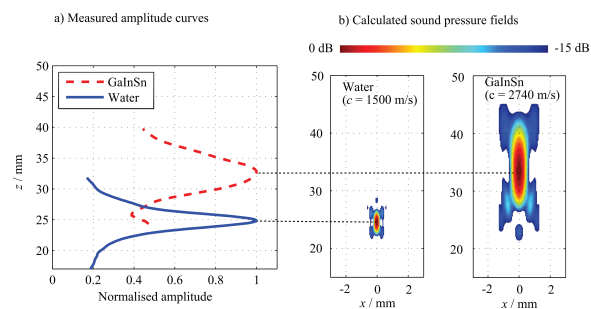 a) Measured amplitude curves
b) Calculated sound pressure fields
0 dB
-15 dB
50
45
40
35
30
25
20
z / mm
GaInSn
Water
0
0.2
0.4
0.6
0.8
1
Normalised amplitude
50
40
30
20
Water
(c = 1500 m/s)
-2
0
2
x / mm
50
40
30
20
GaInSn
(c = 2740 m/s)
-2
0
2
x / mm